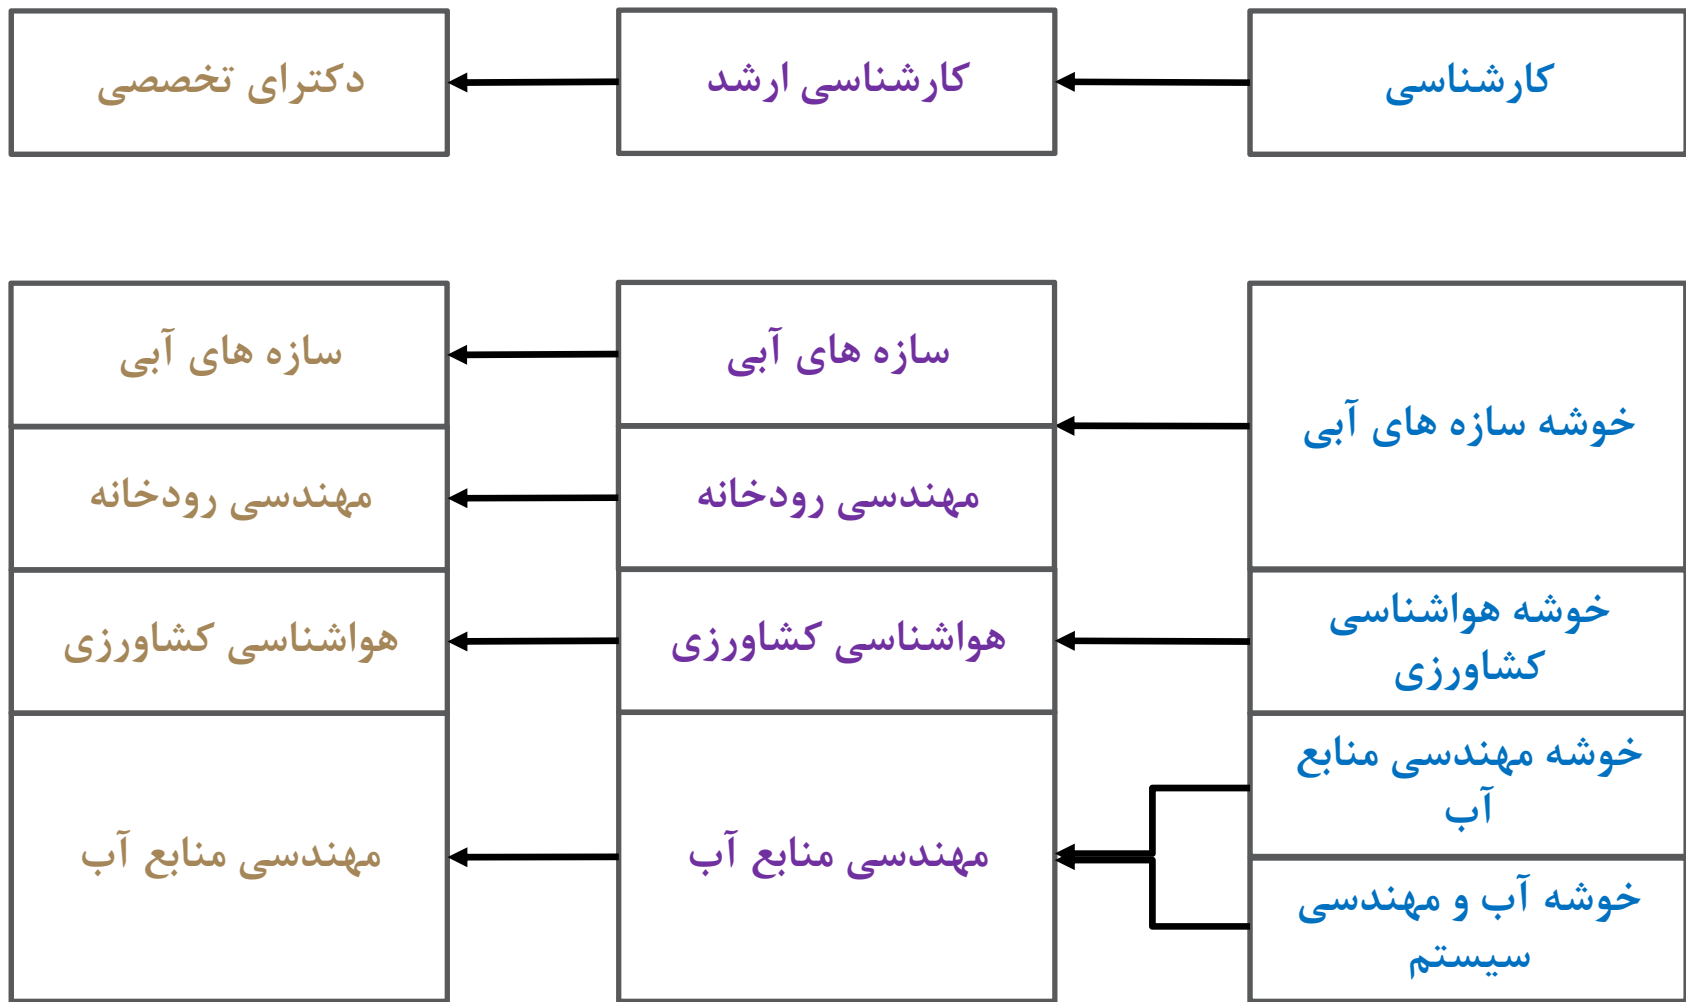 کارشناسی
کارشناسی ارشد
دکترای تخصصی
خوشه سازه های آبی
سازه های آبی
سازه های آبی
مهندسی رودخانه
مهندسی رودخانه
خوشه هواشناسی
کشاورزی
هواشناسی کشاورزی
هواشناسی کشاورزی
خوشه مهندسی منابع
آب
خوشه آب و مهندسی
سیستم
مهندسی منابع آب
مهندسی منابع آب